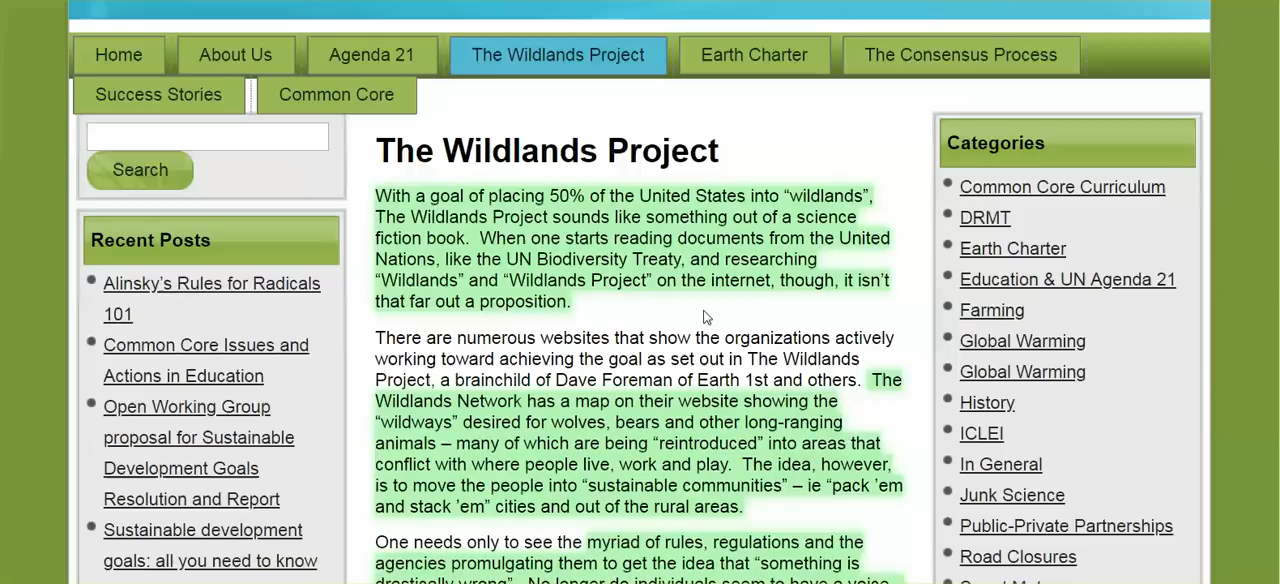 Home
About Us
Agenda 21
The Wildlands Project
Earth Charter
The Consensus Process
Success Stories
Common Core
Search
Recent Posts
Alinsky’s Rules for Radicals
101
Common Core Issues and
Actions in Education
Open Working Group
proposal for Sustainable
Development Goals
Resolution and Report
Sustainable development
goals: all you need to know
The Wildlands Project
With a goal of placing 50% of the United States into “wildlands”,
The Wildlands Project sounds like something out of a science
fiction book.  When one starts reading documents from the United
Nations, like the UN Biodiversity Treaty, and researching
“Wildlands” and “Wildlands Project” on the internet, though, it isn’t
that far out a proposition.
There are numerous websites that show the organizations actively
working toward achieving the goal as set out in The Wildlands
Project, a brainchild of Dave Foreman of Earth 1st and others.  The
Wildlands Network has a map on their website showing the
“wildways” desired for wolves, bears and other long-ranging
animals – many of which are being “reintroduced” into areas that
conflict with where people live, work and play.  The idea, however,
is to move the people into “sustainable communities” – ie “pack ’em
and stack ’em” cities and out of the rural areas.
One needs only to see the myriad of rules, regulations and the
agencies promulgating them to get the idea that “something is
drastically wrong”.  No longer do individuals seem to have a voice
Categories
Common Core Curriculum
DRMT
Earth Charter
Education & UN Agenda 21
Farming
Global Warming
Global Warming
History
ICLEI
In General
Junk Science
Public-Private Partnerships
Road Closures